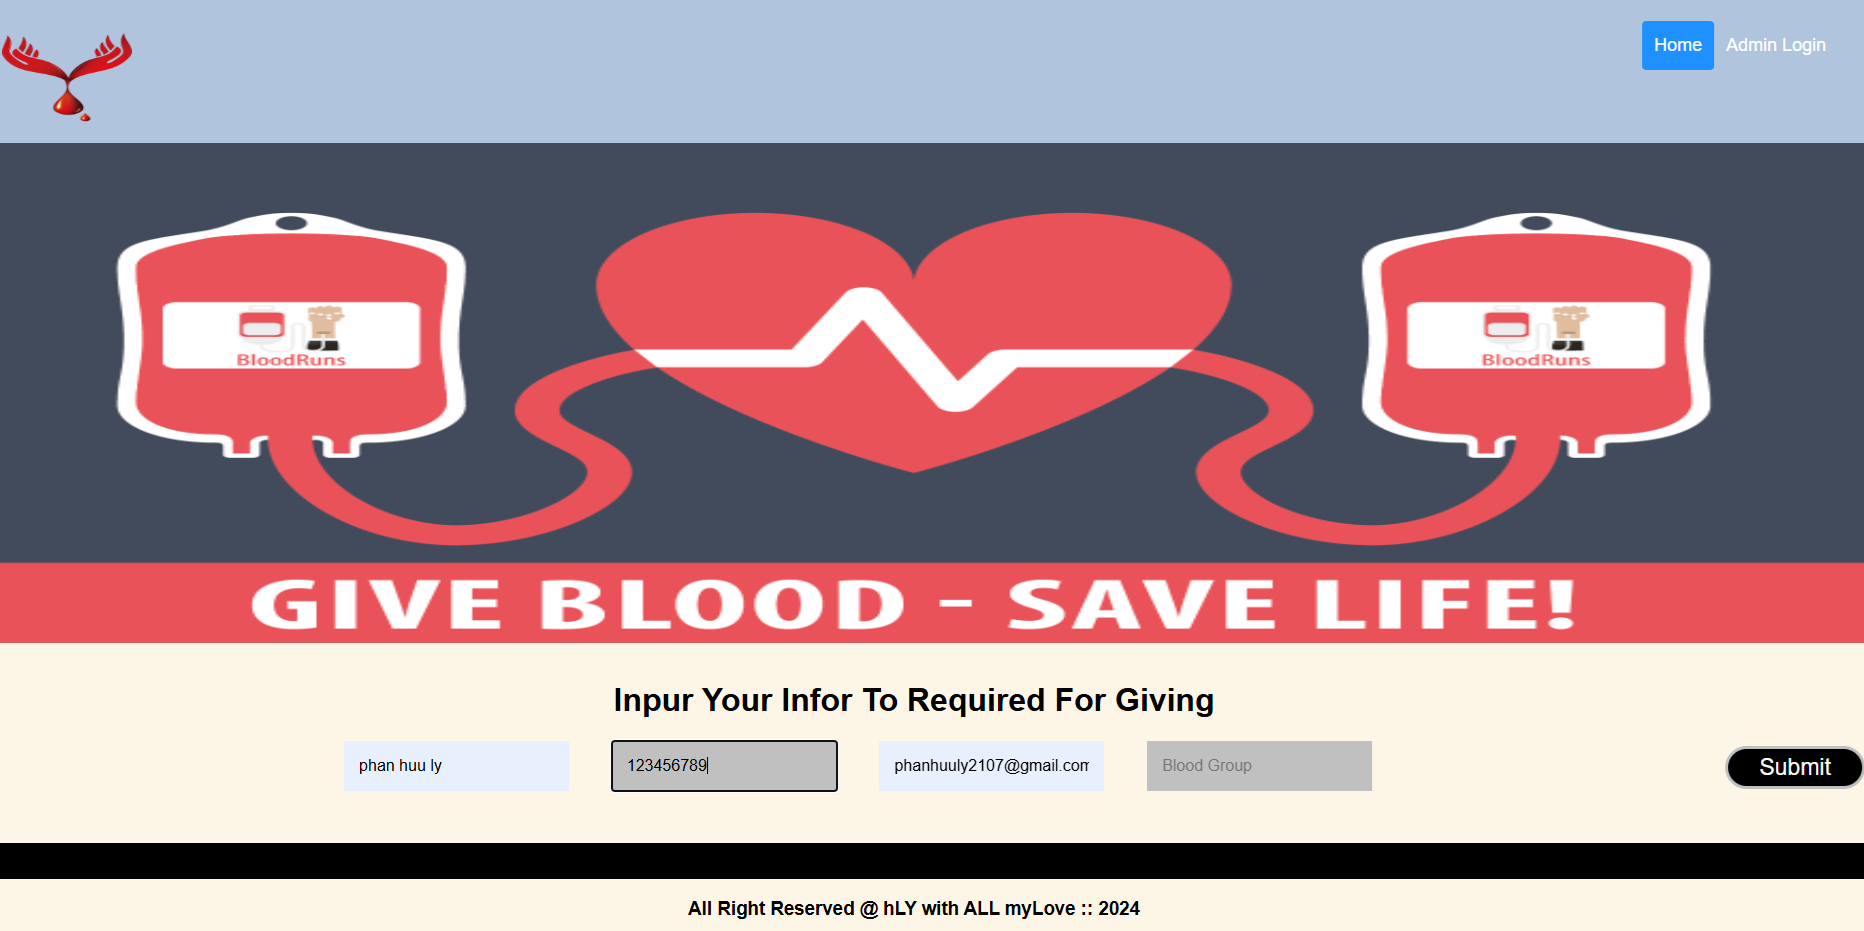 Home Admin Login
BloodRuns
BloodRuns
GIVE BLOOD - SAVE LIFE!
Inpur Your Infor To Required For Giving
phan huu ly
123456789
phanhuuly2107@gmail.com
Blood Group
Submit
All Right Reserved @ hLY with ALL myLove :: 2024